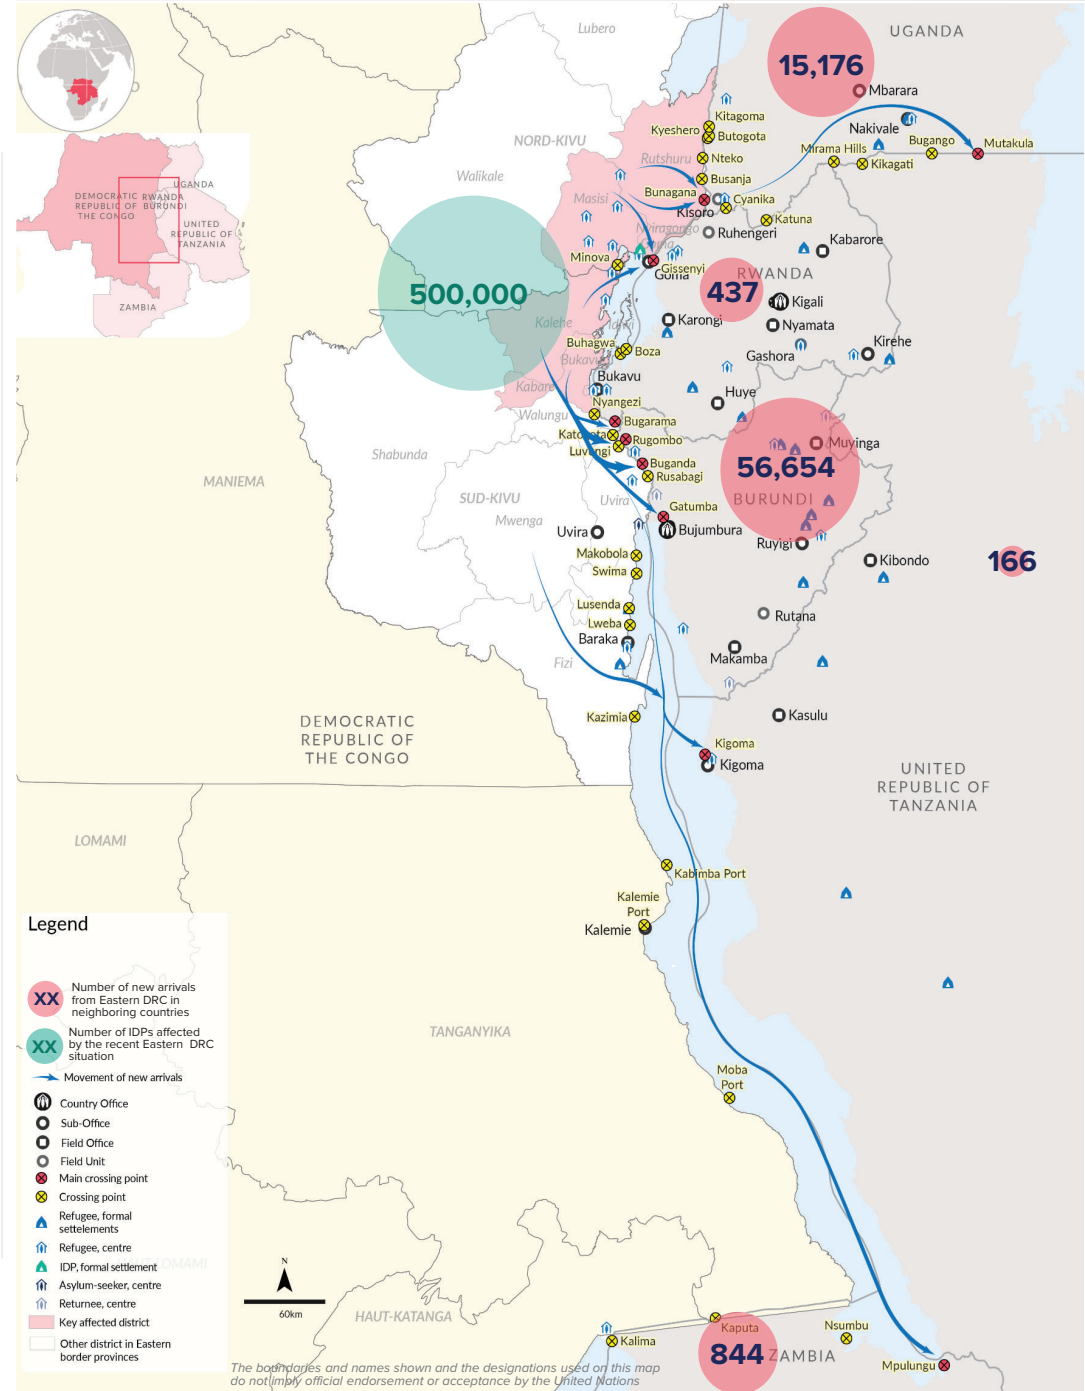 Lubero
UGANDA
15,176
Mbarara
Kitagoma
Kyeshero
Butogota
Nakivale
NORD-KIVU
Bugango
Mutakula
Mirama Hills
Kikagati
Nteko
Rutshuru
Walikale
Busanja
DEMOCRATIC
REPUBLIC OF
THE CONGO
UGANDA
RWANDA
BURUNDI
UNITED
REPUBLIC OF
TANZANIA
ZAMBIA
Masisi
Bunagana
Cyanika
Kisoro
Katuna
Nyiragongo
Ruhengeri
Kabarore
Minova
Goma
Gissenyi
RWANDA
500,000
437
Kigali
Kalehe
Idjwi
Karongi
Nyamata
Buhagwa
Boza
Gashora
Kirehe
Bukavu
Bukavu
Kabare
Huye
Nyangezi
Walungu
Bugarama
Katogota
Rugombo
Muyinga
Shabunda
Luvungi
Buganda
56,654
Rusabagi
MANIEMA
SUD-KIVU
Uvira
BURUNDI
Mwenga
Gatumba
Uvira
Bujumbura
Ruyigi
Makobola
Kibondo
166
Swima
Lusenda
Rutana
Lweba
Baraka
Makamba
Fizi
Kazimia
Kasulu
DEMOCRATIC
REPUBLIC OF
THE CONGO
Kigoma
Kigoma
UNITED
REPUBLIC OF
TANZANIA
LOMAMI
Kabimba Port
Kalemie
Port
Kalemie
TANGANYIKA
Moba
Port
Legend
XX
Number of new arrivals
from Eastern DRC in
neighboring countries
XX
Number of IDPs affected
by the recent Eastern DRC
situation
Movement of new arrivals
Country Office
Sub-Office
Field Office
Field Unit
Main crossing point
Crossing point
Refugee, formal
settelements
Refugee, centre
IDP, formal settlement
Asylum-seeker, centre
Returnee, centre
Key affected district
Other district in Eastern
border provinces
LOMAMI
N
60km
HAUT-KATANGA
Kaputa
Nsumbu
Kalima
844
ZAMBIA
Mpulungu
The boundaries and names shown and the designations used on this map
do not imply official endorsement or acceptance by the United Nations